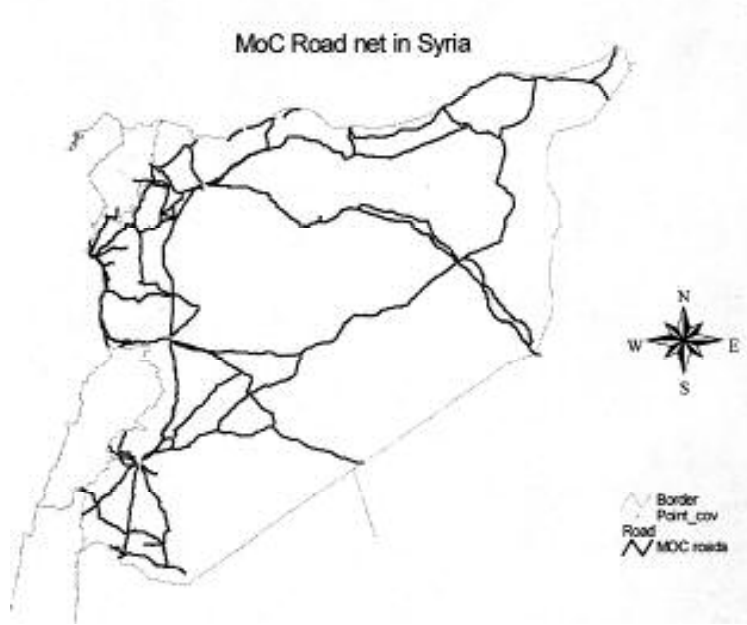 MoC Road net in Syria
N
W E
S
Border
Point_cov
Road
MOC roads